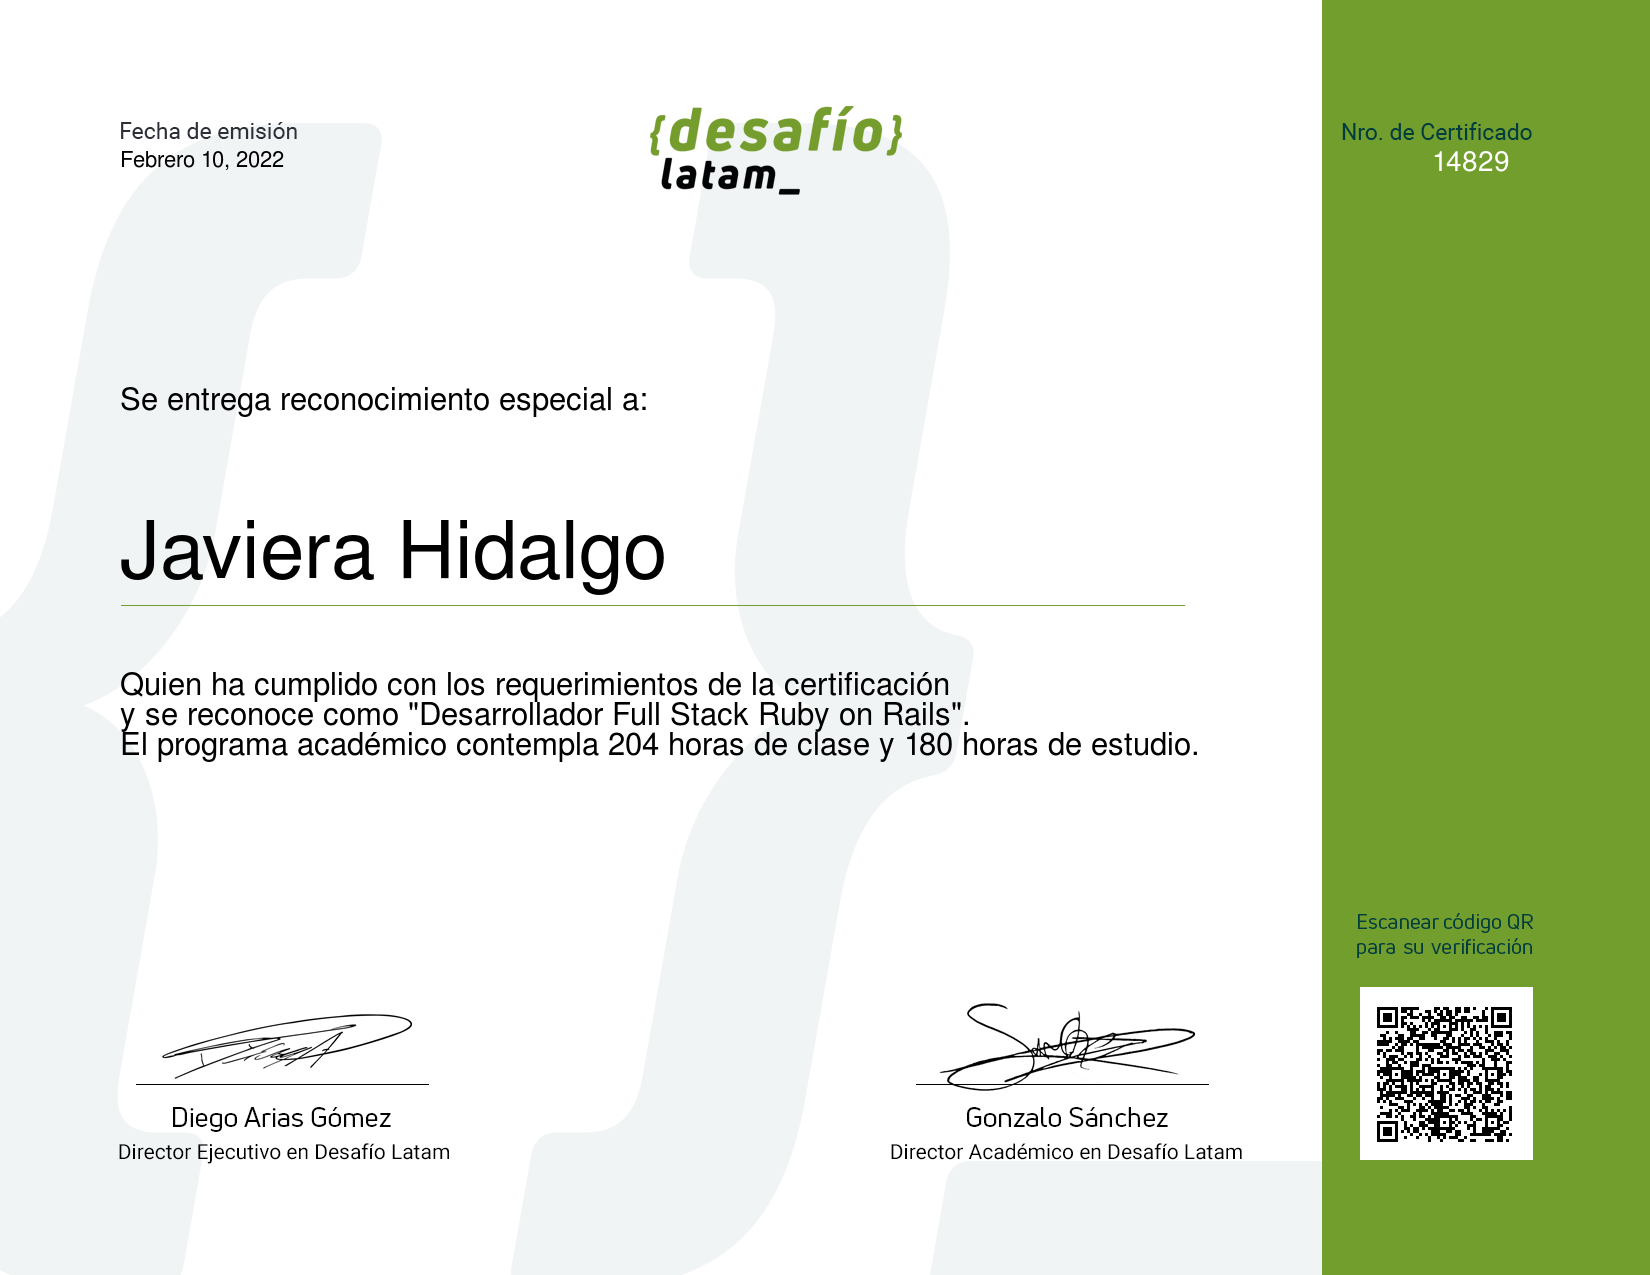 Fecha de emisión
Febrero 10, 2022
{desafío}
latam_
Nro. de Certificado
14829
Se entrega reconocimiento especial a:
Javiera Hidalgo
Quien ha cumplido con los requerimientos de la certificación
y se reconoce como "Desarrollador Full Stack Ruby on Rails".
El programa académico contempla 204 horas de clase y 180 horas de estudio.
Escanear código QR
para su verificación
Diego Arias Gómez
Director Ejecutivo en Desafío Latam
Gonzalo Sánchez
Director Académico en Desafío Latam